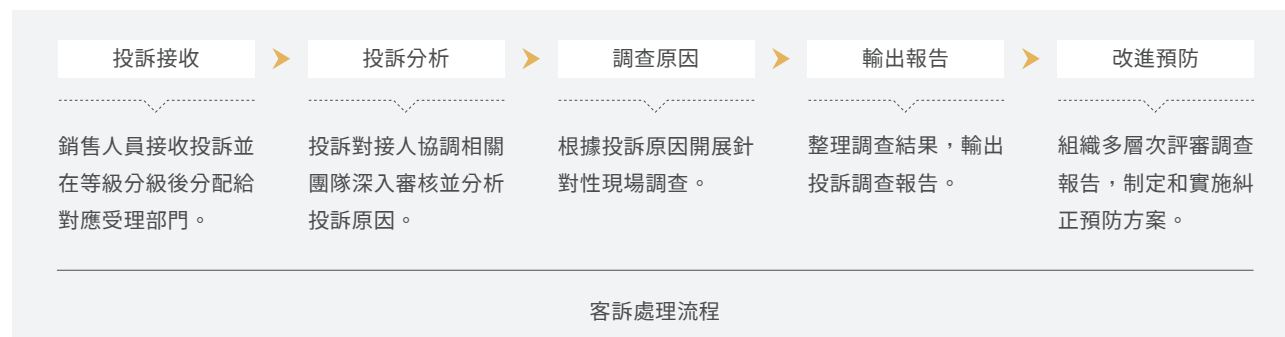 投訴接收
銷售人員接收投訴並
在等級分級後分配給
對應受理部門。
投訴分析
投訴對接人協調相關
團隊深入審核並分析
投訴原因。
調查原因
根據投訴原因開展針
對性現場調查。
輸出報告
整理調查結果，輸出
投訴調查報告。
改進預防
組織多層次評審調查
報告，制定和實施糾
正預防方案。
客訴處理流程